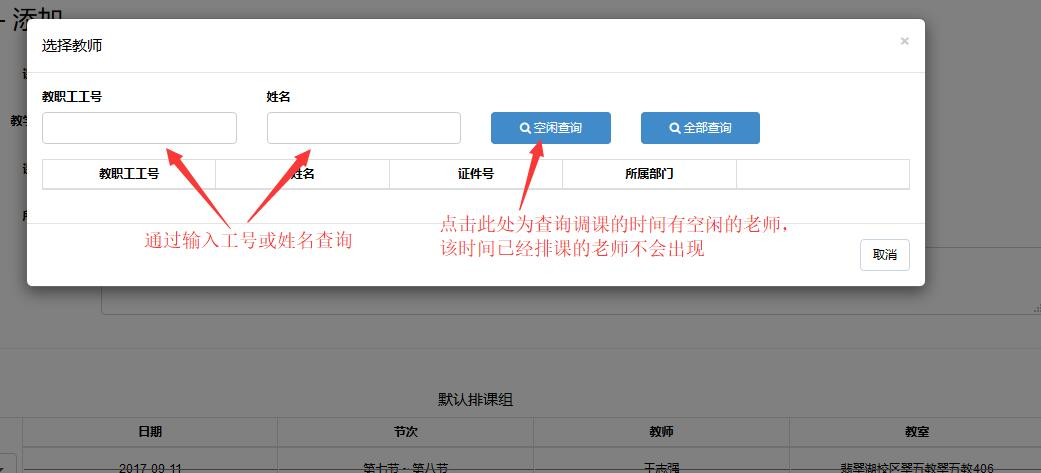 - 添加
选择教师
×
教职工工号 姓名
空闲查询 全部查询
教职工工号 姓名 证件号 所属部门
通过输入工号或姓名查询
点击此处为查询调课的时间有空闲的老师，
该时间已经排课的老师不会出现
取消
默认排课组
日期 节次 教师 教室
2017-09-11 第七节 ~ 第八节 王志强 翡翠湖校区翠五教翠五教406